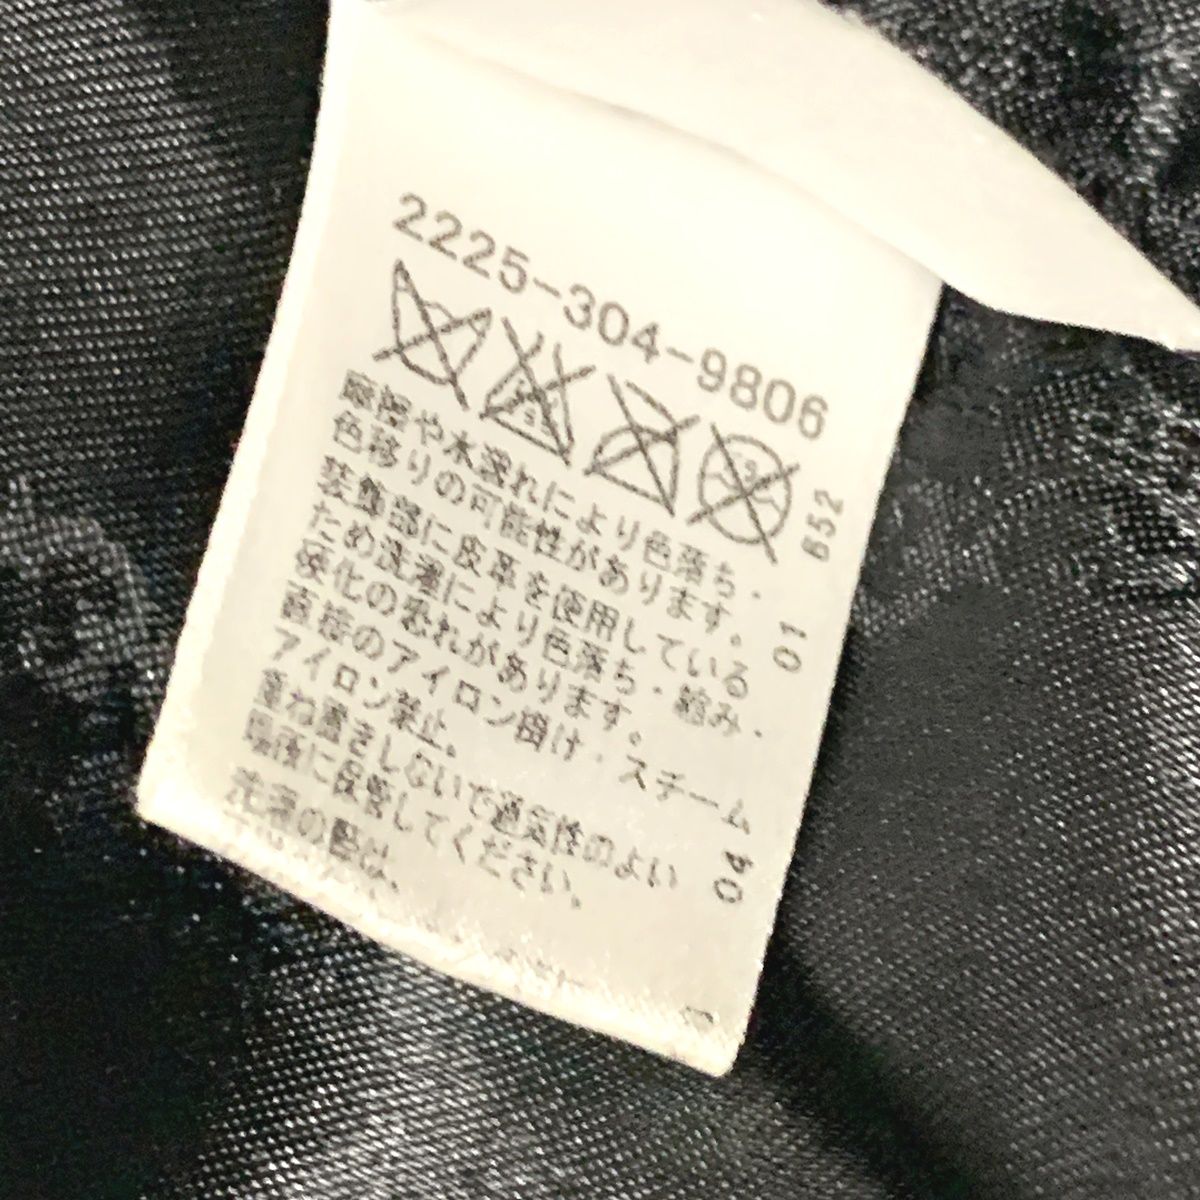 2225-304-9806
摩擦や水濡れにより色落ち・
色移りの可能性があります。
装飾部に皮革を使用している
ため洗濯により色落ち・縮み・
硬化の恐れがあります。
直接のアイロン掛け・スチーム
アイロン禁止。
重ね置きしないで通気性のよい
場所に保管してください。
光沢の
652
01
04